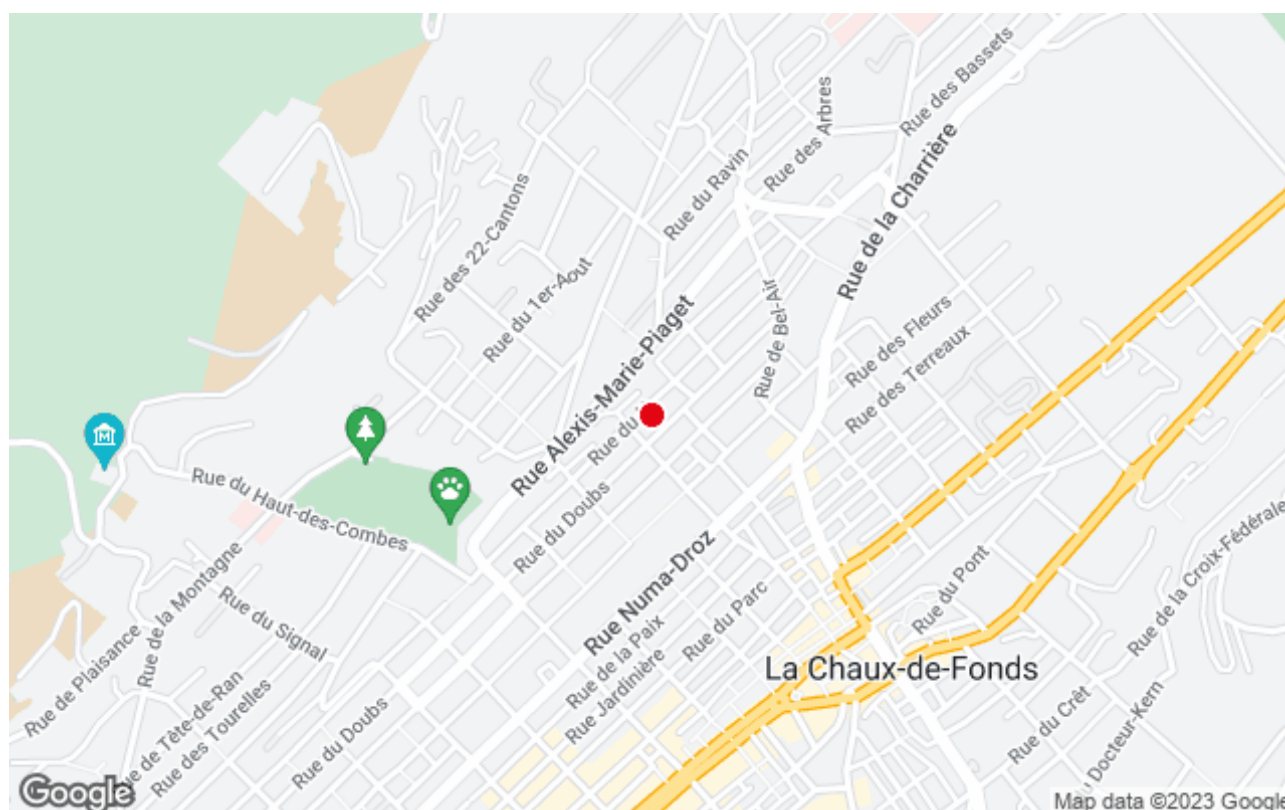 Rue des Bassets
Rue des Arbres
Rue du Ravin
Rue de la Charrière
Rue des 22-Cantons
Rue du 1er-Aout
Rue Alexis-Marie-Piaget
Rue de Bel-Air
Rue des Fleurs
Rue des Terreaux
Rue du
Rue du Haut-des-Combes
Rue du Doubs
Rue Numa-Droz
Rue du Parc
Rue de la Paix
Rue Jardinière
Rue du Pont
Rue de la Croix-Fédérale
Rue de la Montagne
Rue du Signal
Rue de Plaisance
La Chaux-de-Fonds
Rue du Crêt
Docteur-Kern
de Tête-de-Ran
Rue des Tourelles
Rue du Doubs
M
Google
Map data ©2023 Google